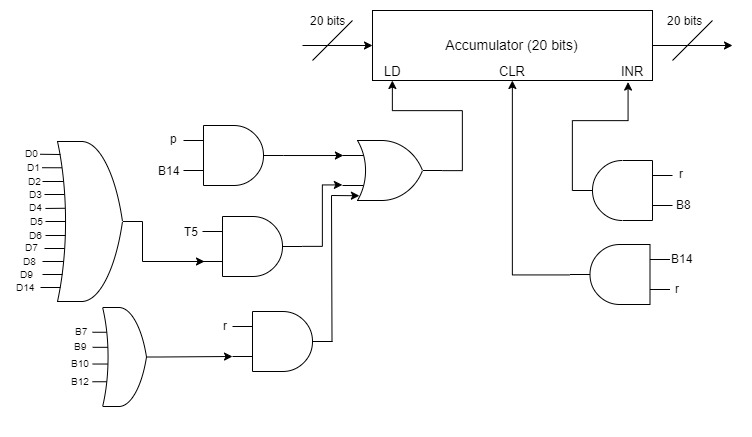 20 bits
20 bits
Accumulator (20 bits)
LD
CLR
INR
p
B14
r
B8
D0
D1
D2
D3
D4
D5
D6
D7
D8
D9
D14
T5
B14
r
B7
B9
B10
B12
r